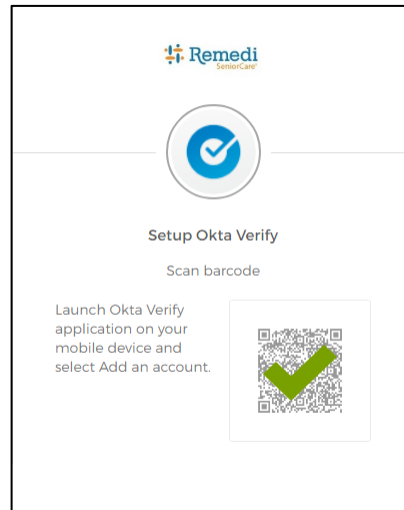 Remedi
SeniorCare®
Setup Okta Verify
Scan barcode
Launch Okta Verify
application on your
mobile device and
select Add an account.